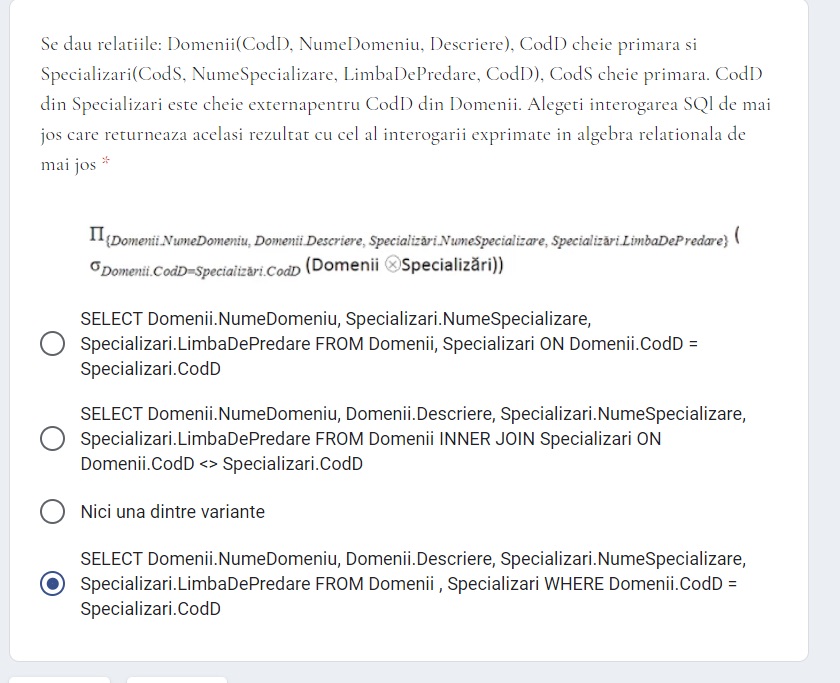 Se dau relatiile: Domenii(CodD, NumeDomeniu, Descriere), CodD cheie primara si
Specializari(CodS, NumeSpecializare, LimbaDePredare, CodD), CodS cheie primara. CodD
din Specializari este cheie externapentru CodD din Domenii. Alegeti interogarea SQl de mai
jos care returneaza acelasi rezultat cu cel al interogarii exprimate in algebra relationala de
mai jos *
Π{Domenii.NumeDomeniu, Domenii.Descriere, Specializări.NumeSpecializare, Specializări.LimbaDePredare} (
σDomenii.CodD=Specializări.CodD (Domenii ⊗Specializări))
SELECT Domenii.NumeDomeniu, Specializari.NumeSpecializare,
Specializari.LimbaDePredare FROM Domenii, Specializari ON Domenii.CodD =
Specializari.CodD
SELECT Domenii.NumeDomeniu, Domenii.Descriere, Specializari.NumeSpecializare,
Specializari.LimbaDePredare FROM Domenii INNER JOIN Specializari ON
Domenii.CodD <> Specializari.CodD
Nici una dintre variante
SELECT Domenii.NumeDomeniu, Domenii.Descriere, Specializari.NumeSpecializare,
Specializari.LimbaDePredare FROM Domenii , Specializari WHERE Domenii.CodD =
Specializari.CodD